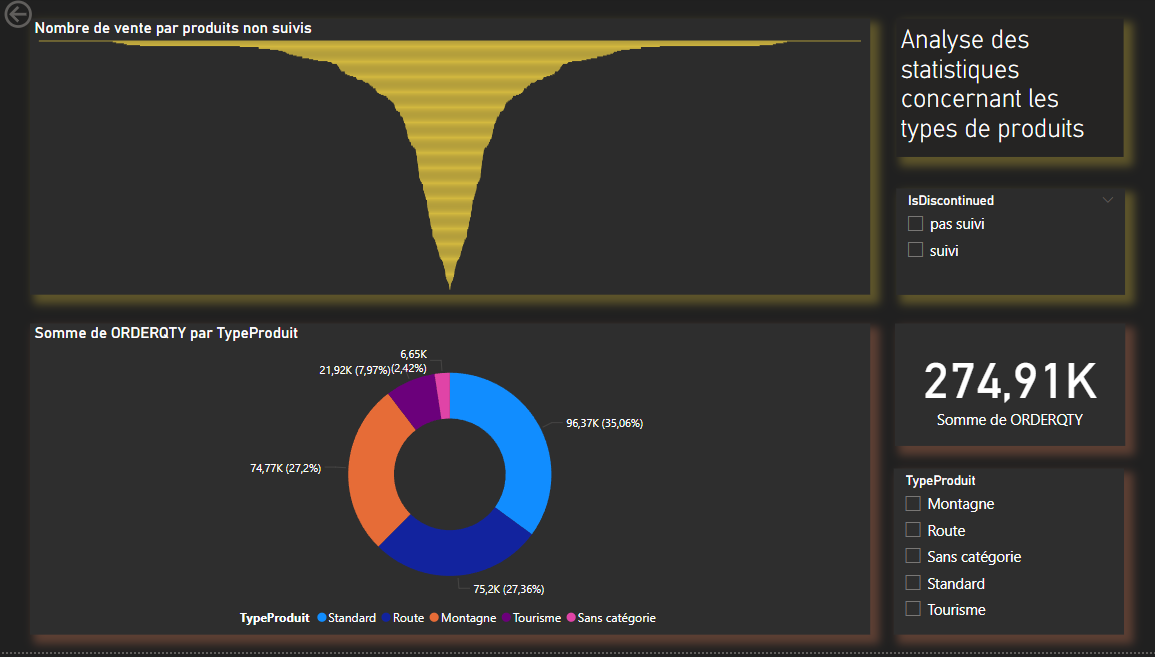 Nombre de vente par produits non suivis
Analyse des
statistiques
concernant les
types de produits
IsDiscontinued
pas suivi
suivi
Somme de ORDERQTY par TypeProduit
6,65K
(2,42%)
21,92K (7,97%)
96,37K (35,06%)
74,77K (27,2%)
75,2K (27,36%)
TypeProduit Standard Route Montagne Tourisme Sans catégorie
274,91K
Somme de ORDERQTY
TypeProduit
Montagne
Route
Sans catégorie
Standard
Tourisme